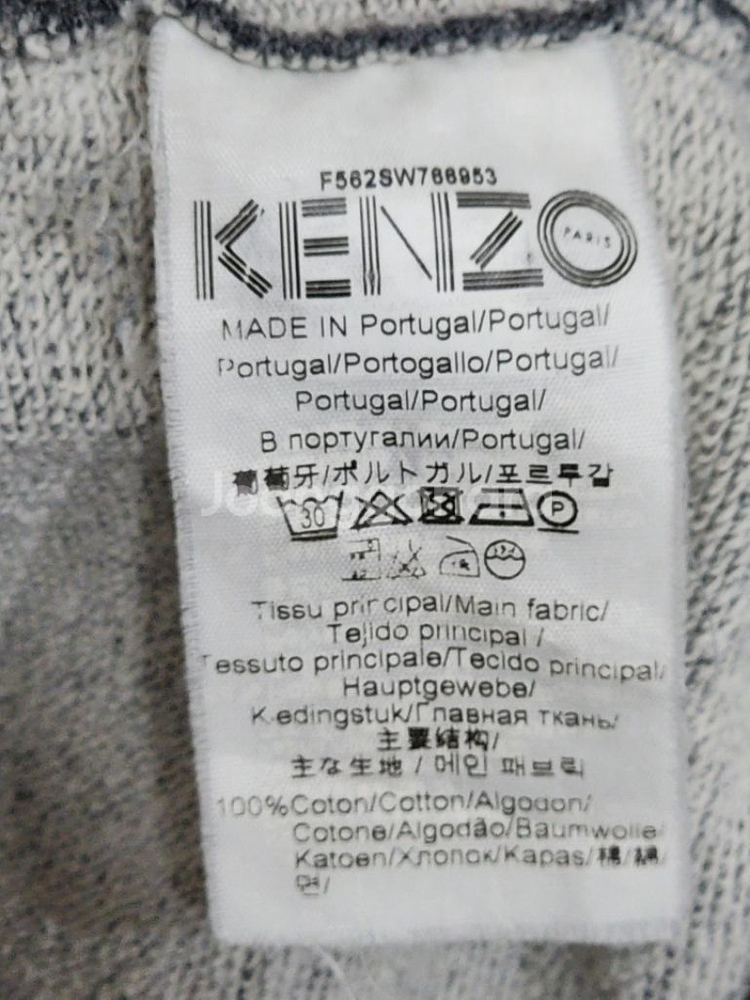 F562SW766953
KENZO
PARIS
MADE IN Portugal/Portugal/
Portugal/Portogallo/Portugal/
Portugal/Portugal/
В португалии/Portugal/
葡萄牙/ポルトガル/포르투갈
30 P
Tissu principal/Main fabric/
Tejido principal /
Tessuto principale/Tecido principal/
Hauptgewebe/
Kledingstuk/Главная ткань/
主要结构/
主な生地 / 메인 패브릭
100%Coton/Cotton/Algodon/
Cotone/Algodão/Baumwolle
Katoen/Хлопок/Kapas/棉/綿/
면/